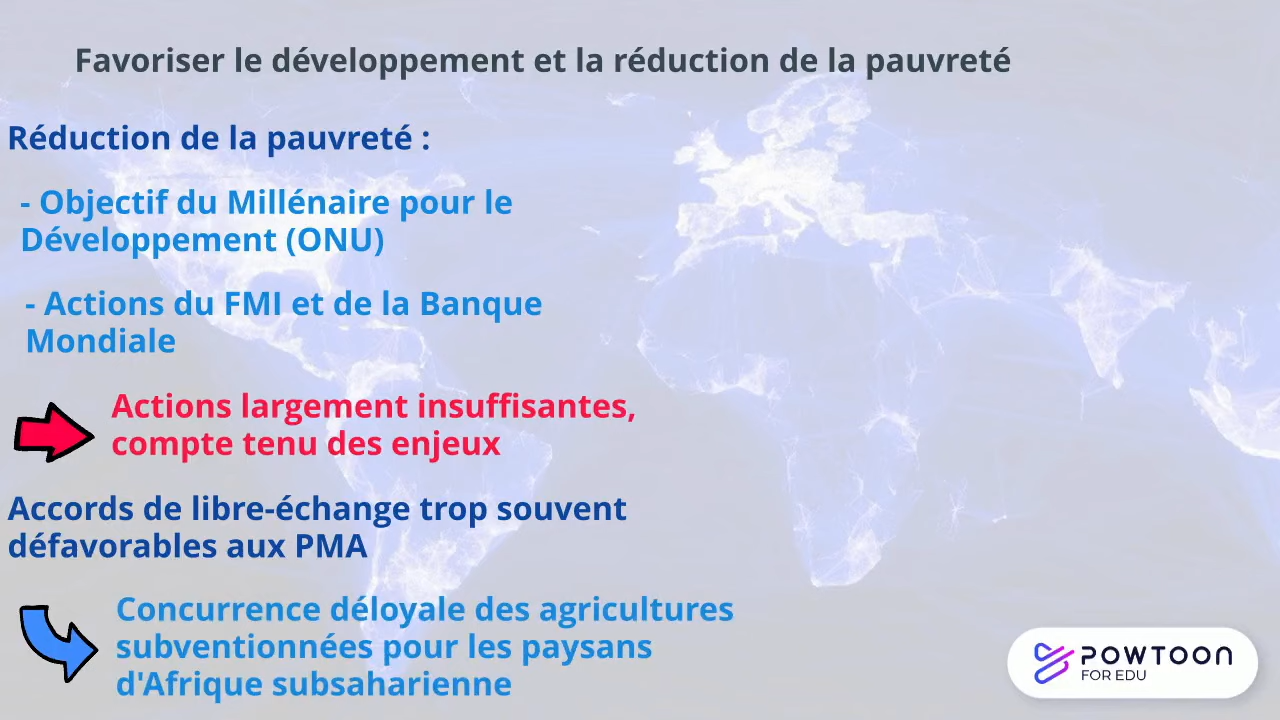 Favoriser le développement et la réduction de la pauvreté
Réduction de la pauvreté :
- Objectif du Millénaire pour le
Développement (ONU)
- Actions du FMI et de la Banque
Mondiale
Actions largement insuffisantes,
compte tenu des enjeux
Accords de libre-échange trop souvent
défavorables aux PMA
Concurrence déloyale des agricultures
subventionnées pour les paysans
d'Afrique subsaharienne
POWTOON
FOR EDU